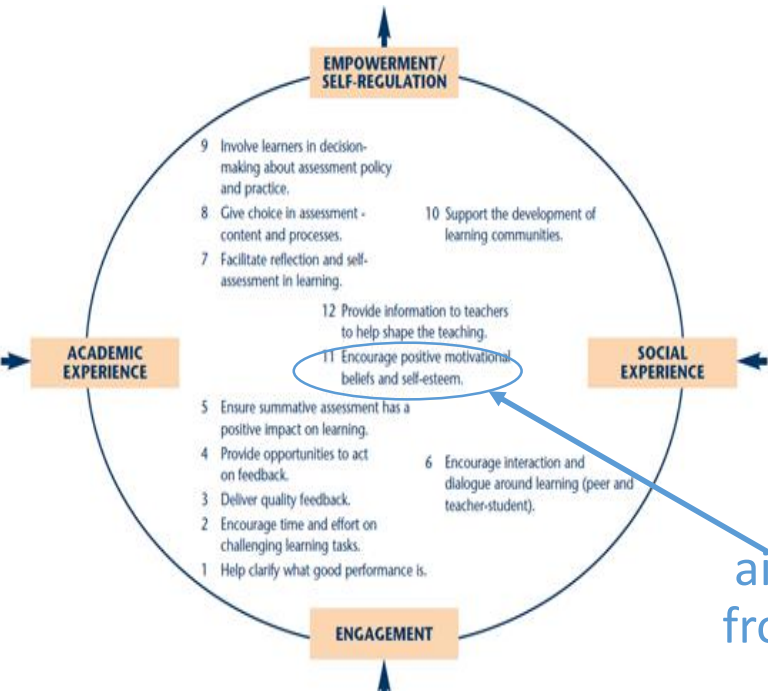 EMPOWERMENT/
SELF-REGULATION
9 Involve learners in decision-
making about assessment policy
and practice.
8 Give choice in assessment -
content and processes.
7 Facilitate reflection and self-
assessment in learning.
10 Support the development of
learning communities.
12 Provide information to teachers
to help shape the teaching.
11 Encourage positive motivational
beliefs and self-esteem.
ACADEMIC
EXPERIENCE
SOCIAL
EXPERIENCE
5 Ensure summative assessment has a
positive impact on learning.
4 Provide opportunities to act
on feedback.
3 Deliver quality feedback.
2 Encourage time and effort on
challenging learning tasks.
1 Help clarify what good performance is.
6 Encourage interaction and
dialogue around learning (peer and
teacher-student).
ENGAGEMENT